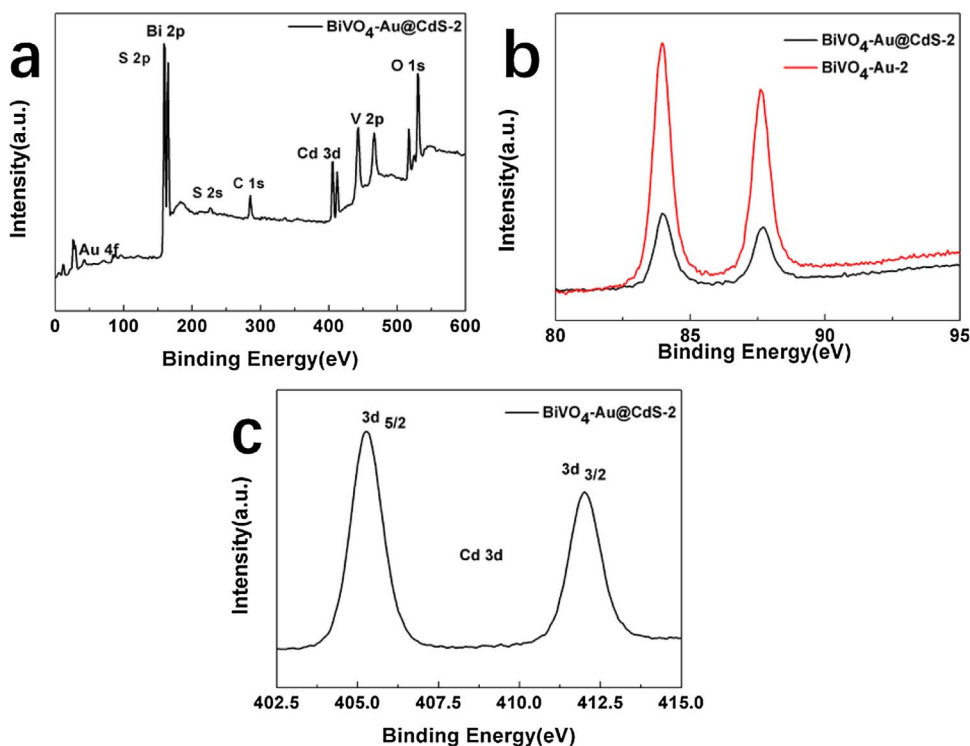 a
BiVO4-Au@CdS-2
Bi 2p
S 2p
O 1s
V 2p
Cd 3d
S 2s
C 1s
Au 4f
Intensity(a.u.)
0 100 200 300 400 500 600
Binding Energy(eV)
b
BiVO4-Au@CdS-2
BiVO4-Au-2
Intensity(a.u.)
80 85 90 95
Binding Energy(eV)
c
BiVO4-Au@CdS-2
3d 5/2
3d 3/2
Cd 3d
Intensity(a.u.)
402.5 405.0 407.5 410.0 412.5 415.0
Binding Energy(eV)